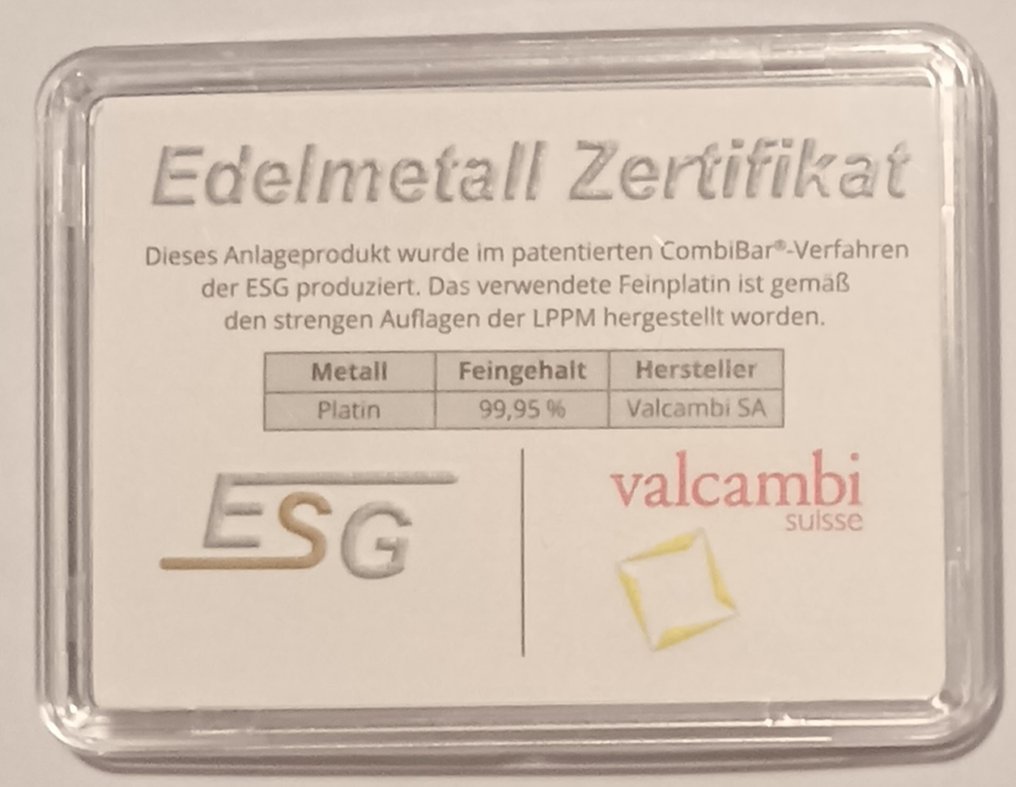 Edelmetall Zertifikat
Dieses Anlageprodukt wurde im patentierten CombiBar®-Verfahren
der ESG produziert. Das verwendete Feinplatin ist gemäß
den strengen Auflagen der LPPM hergestellt worden.
Metall Feingehalt Hersteller
Platin 99,95 % Valcambi SA
ESG
valcambi
suisse